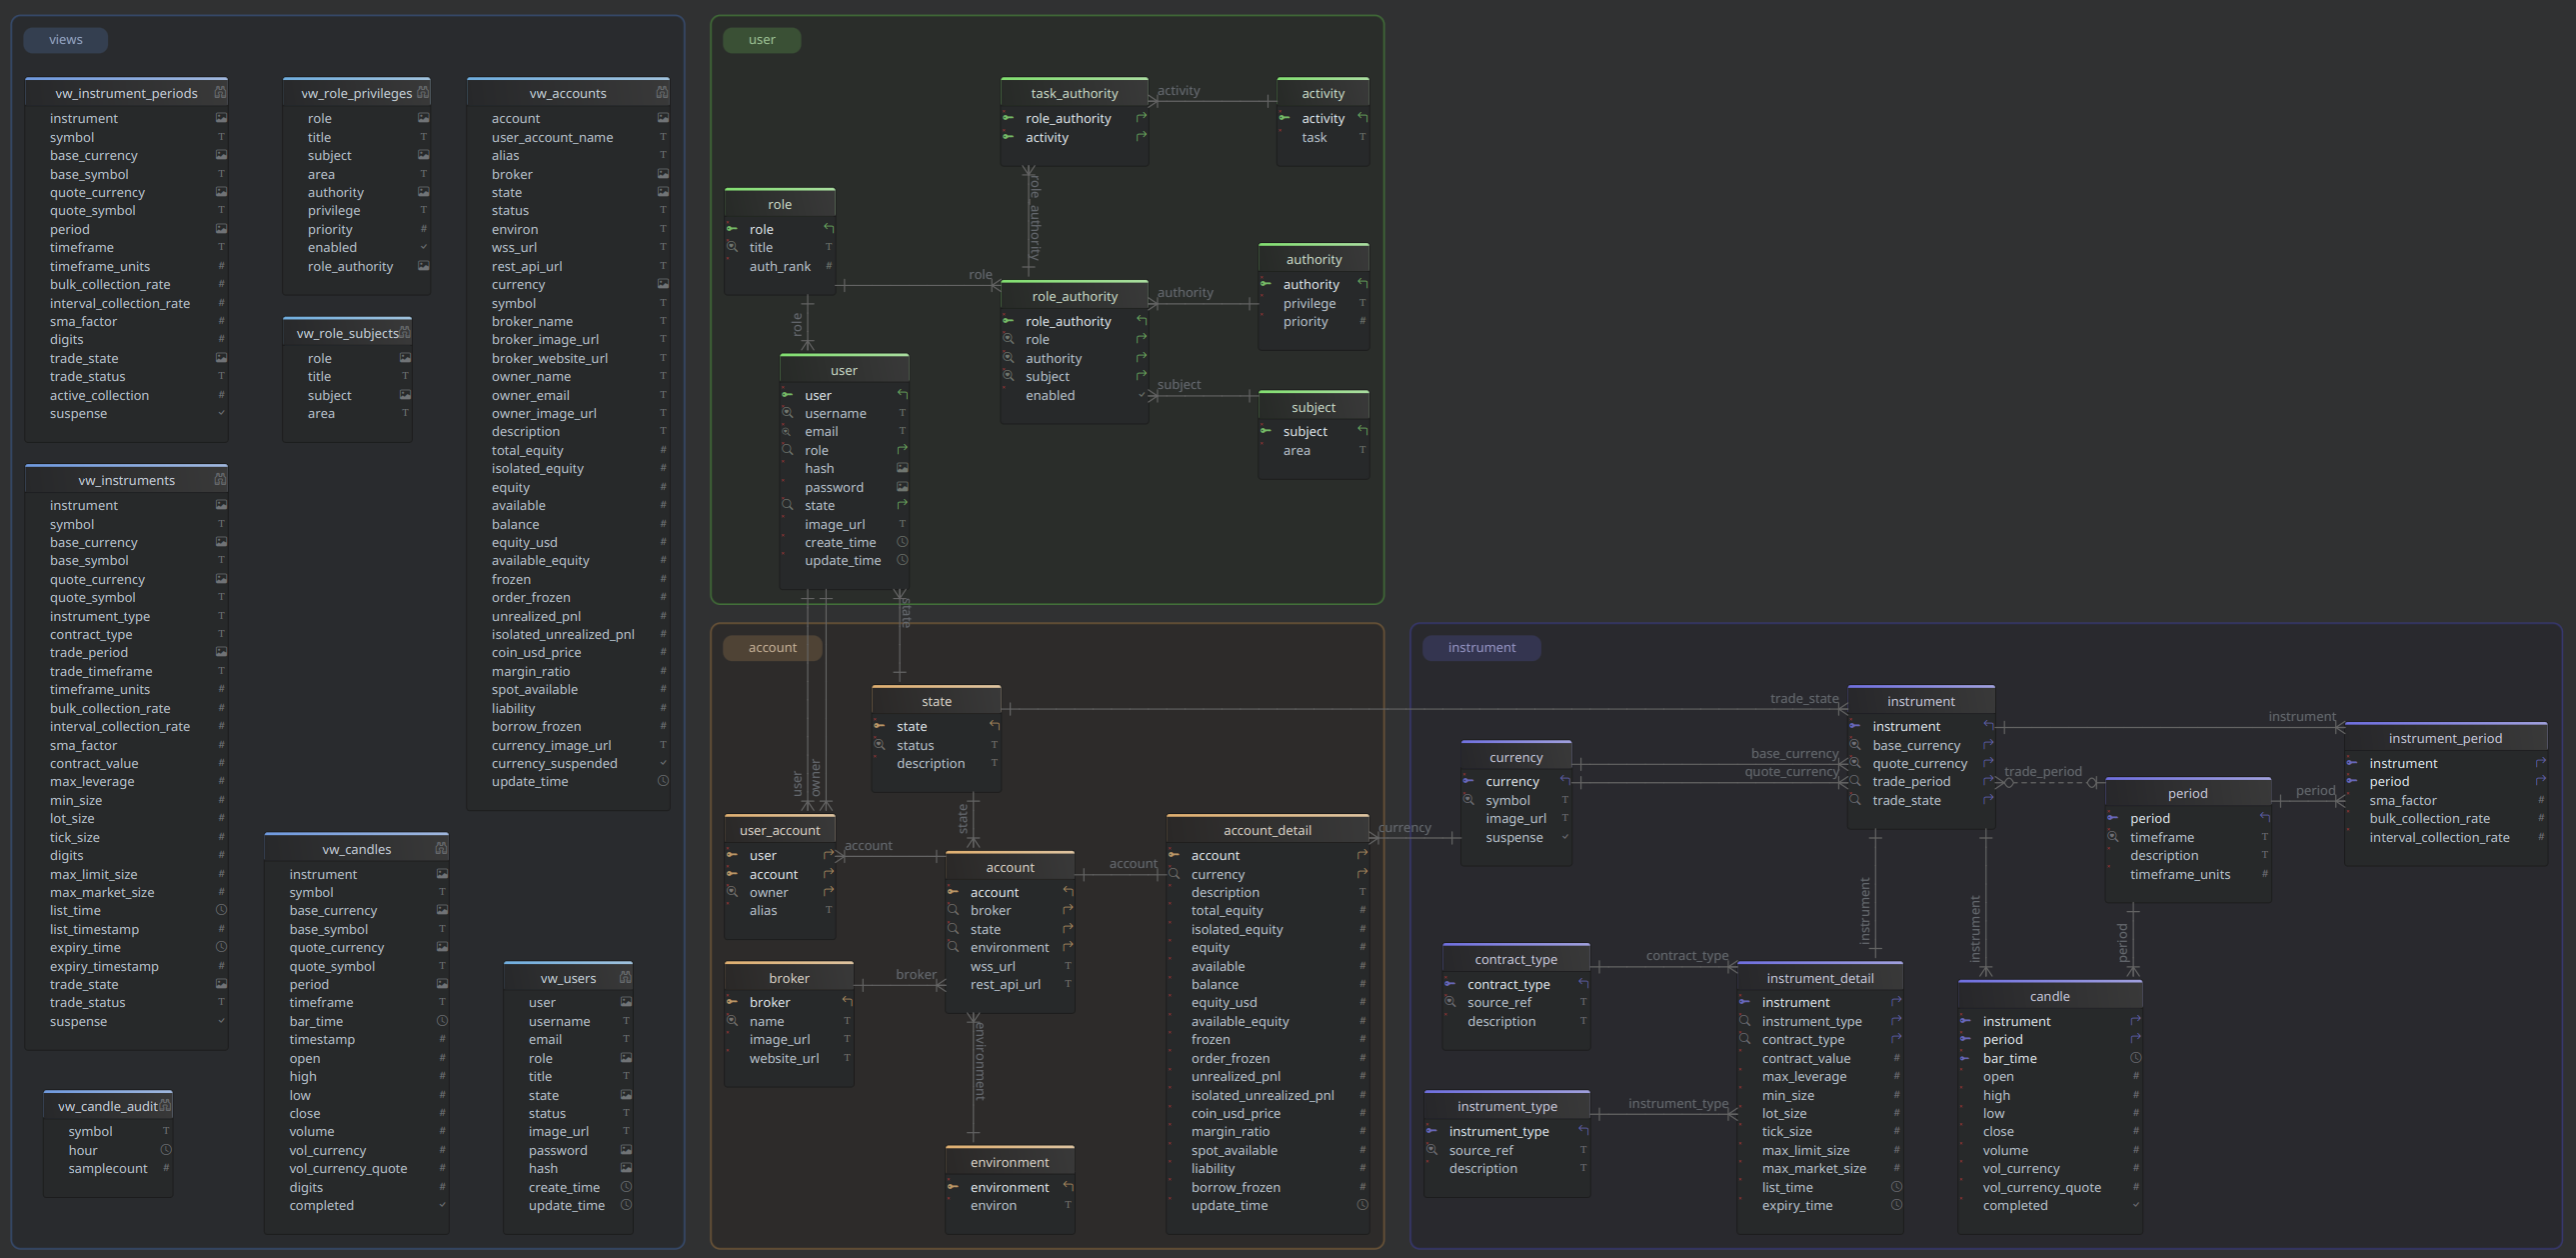 views
vw_instrument_periods
instrument
symbol
base_currency
base_symbol
quote_currency
quote_symbol
period
timeframe
timeframe_units
bulk_collection_rate
interval_collection_rate
sma_factor
digits
trade_state
trade_status
active_collection
suspense
vw_role_privileges
role
title
subject
area
authority
privilege
priority
enabled
role_authority
vw_role_subjects
role
title
subject
area
vw_accounts
account
user_account_name
alias
broker
state
status
environ
wss_url
rest_api_url
currency
symbol
broker_name
broker_image_url
broker_website_url
owner_name
owner_email
owner_image_url
description
total_equity
isolated_equity
equity
available
balance
equity_usd
available_equity
frozen
order_frozen
unrealized_pnl
isolated_unrealized_pnl
coin_usd_price
margin_ratio
spot_available
liability
borrow_frozen
currency_image_url
currency_suspended
update_time
vw_instruments
instrument
symbol
base_currency
base_symbol
quote_currency
quote_symbol
instrument_type
contract_type
trade_period
trade_timeframe
timeframe_units
bulk_collection_rate
interval_collection_rate
sma_factor
contract_value
max_leverage
min_size
lot_size
tick_size
digits
max_limit_size
max_market_size
list_time
list_timestamp
expiry_time
expiry_timestamp
trade_state
trade_status
suspense
vw_candle_audit
symbol
hour
samplecount
vw_candles
instrument
symbol
base_currency
base_symbol
quote_currency
quote_symbol
period
timeframe
bar_time
timestamp
open
high
low
close
volume
vol_currency
vol_currency_quote
digits
completed
vw_users
user
username
email
role
title
state
status
image_url
password
hash
create_time
update_time
user
task_authority
role_authority
activity
activity
activity
activity
task
role_authority
role
role
title
auth_rank
role
role
role_authority
role_authority
role
authority
subject
enabled
authority
authority
authority
privilege
priority
subject
subject
subject
area
user
user
username
email
role
hash
password
state
image_url
create_time
update_time
state
user
owner
account
state
state
status
description
state
user_account
user
account
owner
alias
account
account
account
broker
state
environment
wss_url
rest_api_url
account
broker
broker
name
image_url
website_url
broker
environment
environment
environment
environ
account_detail
account
currency
description
total_equity
isolated_equity
equity
available
balance
equity_usd
available_equity
frozen
order_frozen
unrealized_pnl
isolated_unrealized_pnl
coin_usd_price
margin_ratio
spot_available
liability
borrow_frozen
update_time
currency
instrument
trade_state
currency
currency
symbol
image_url
suspense
base_currency
quote_currency
instrument
instrument
base_currency
quote_currency
trade_period
trade_state
instrument
trade_period
instrument_period
instrument
period
sma_factor
bulk_collection_rate
interval_collection_rate
period
period
period
timeframe
description
timeframe_units
instrument
instrument
period
contract_type
contract_type
source_ref
description
contract_type
instrument_type
instrument_type
source_ref
description
instrument_type
instrument_detail
instrument
instrument_type
contract_type
contract_value
max_leverage
min_size
lot_size
tick_size
max_limit_size
max_market_size
list_time
expiry_time
candle
instrument
period
bar_time
open
high
low
close
volume
vol_currency
vol_currency_quote
completed